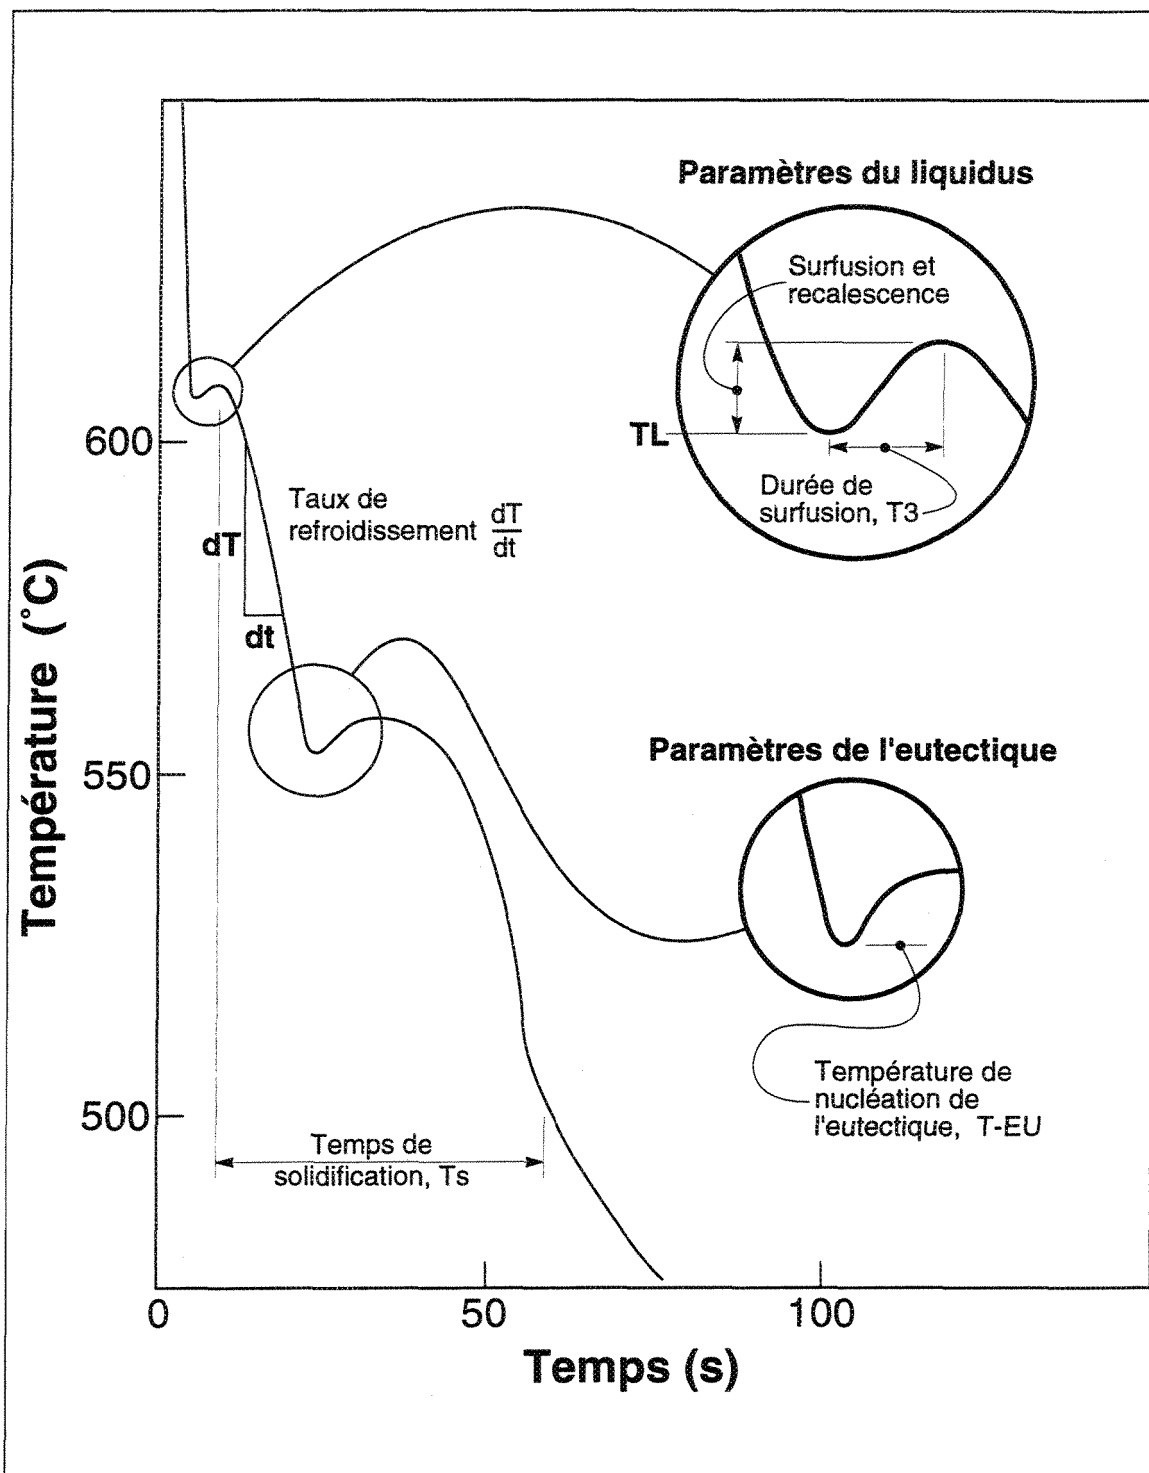 Paramètres du liquidus
Surfusion et
recalescence
TL
Durée de
surfusion, T3
600
Taux de
refroidissement dT
dt
dT
dt
Température (°C)
550
Paramètres de l'eutectique
Température de
nucléation de
l'eutectique, T-EU
500
Temps de
solidification, Ts
0
50
100
Temps (s)